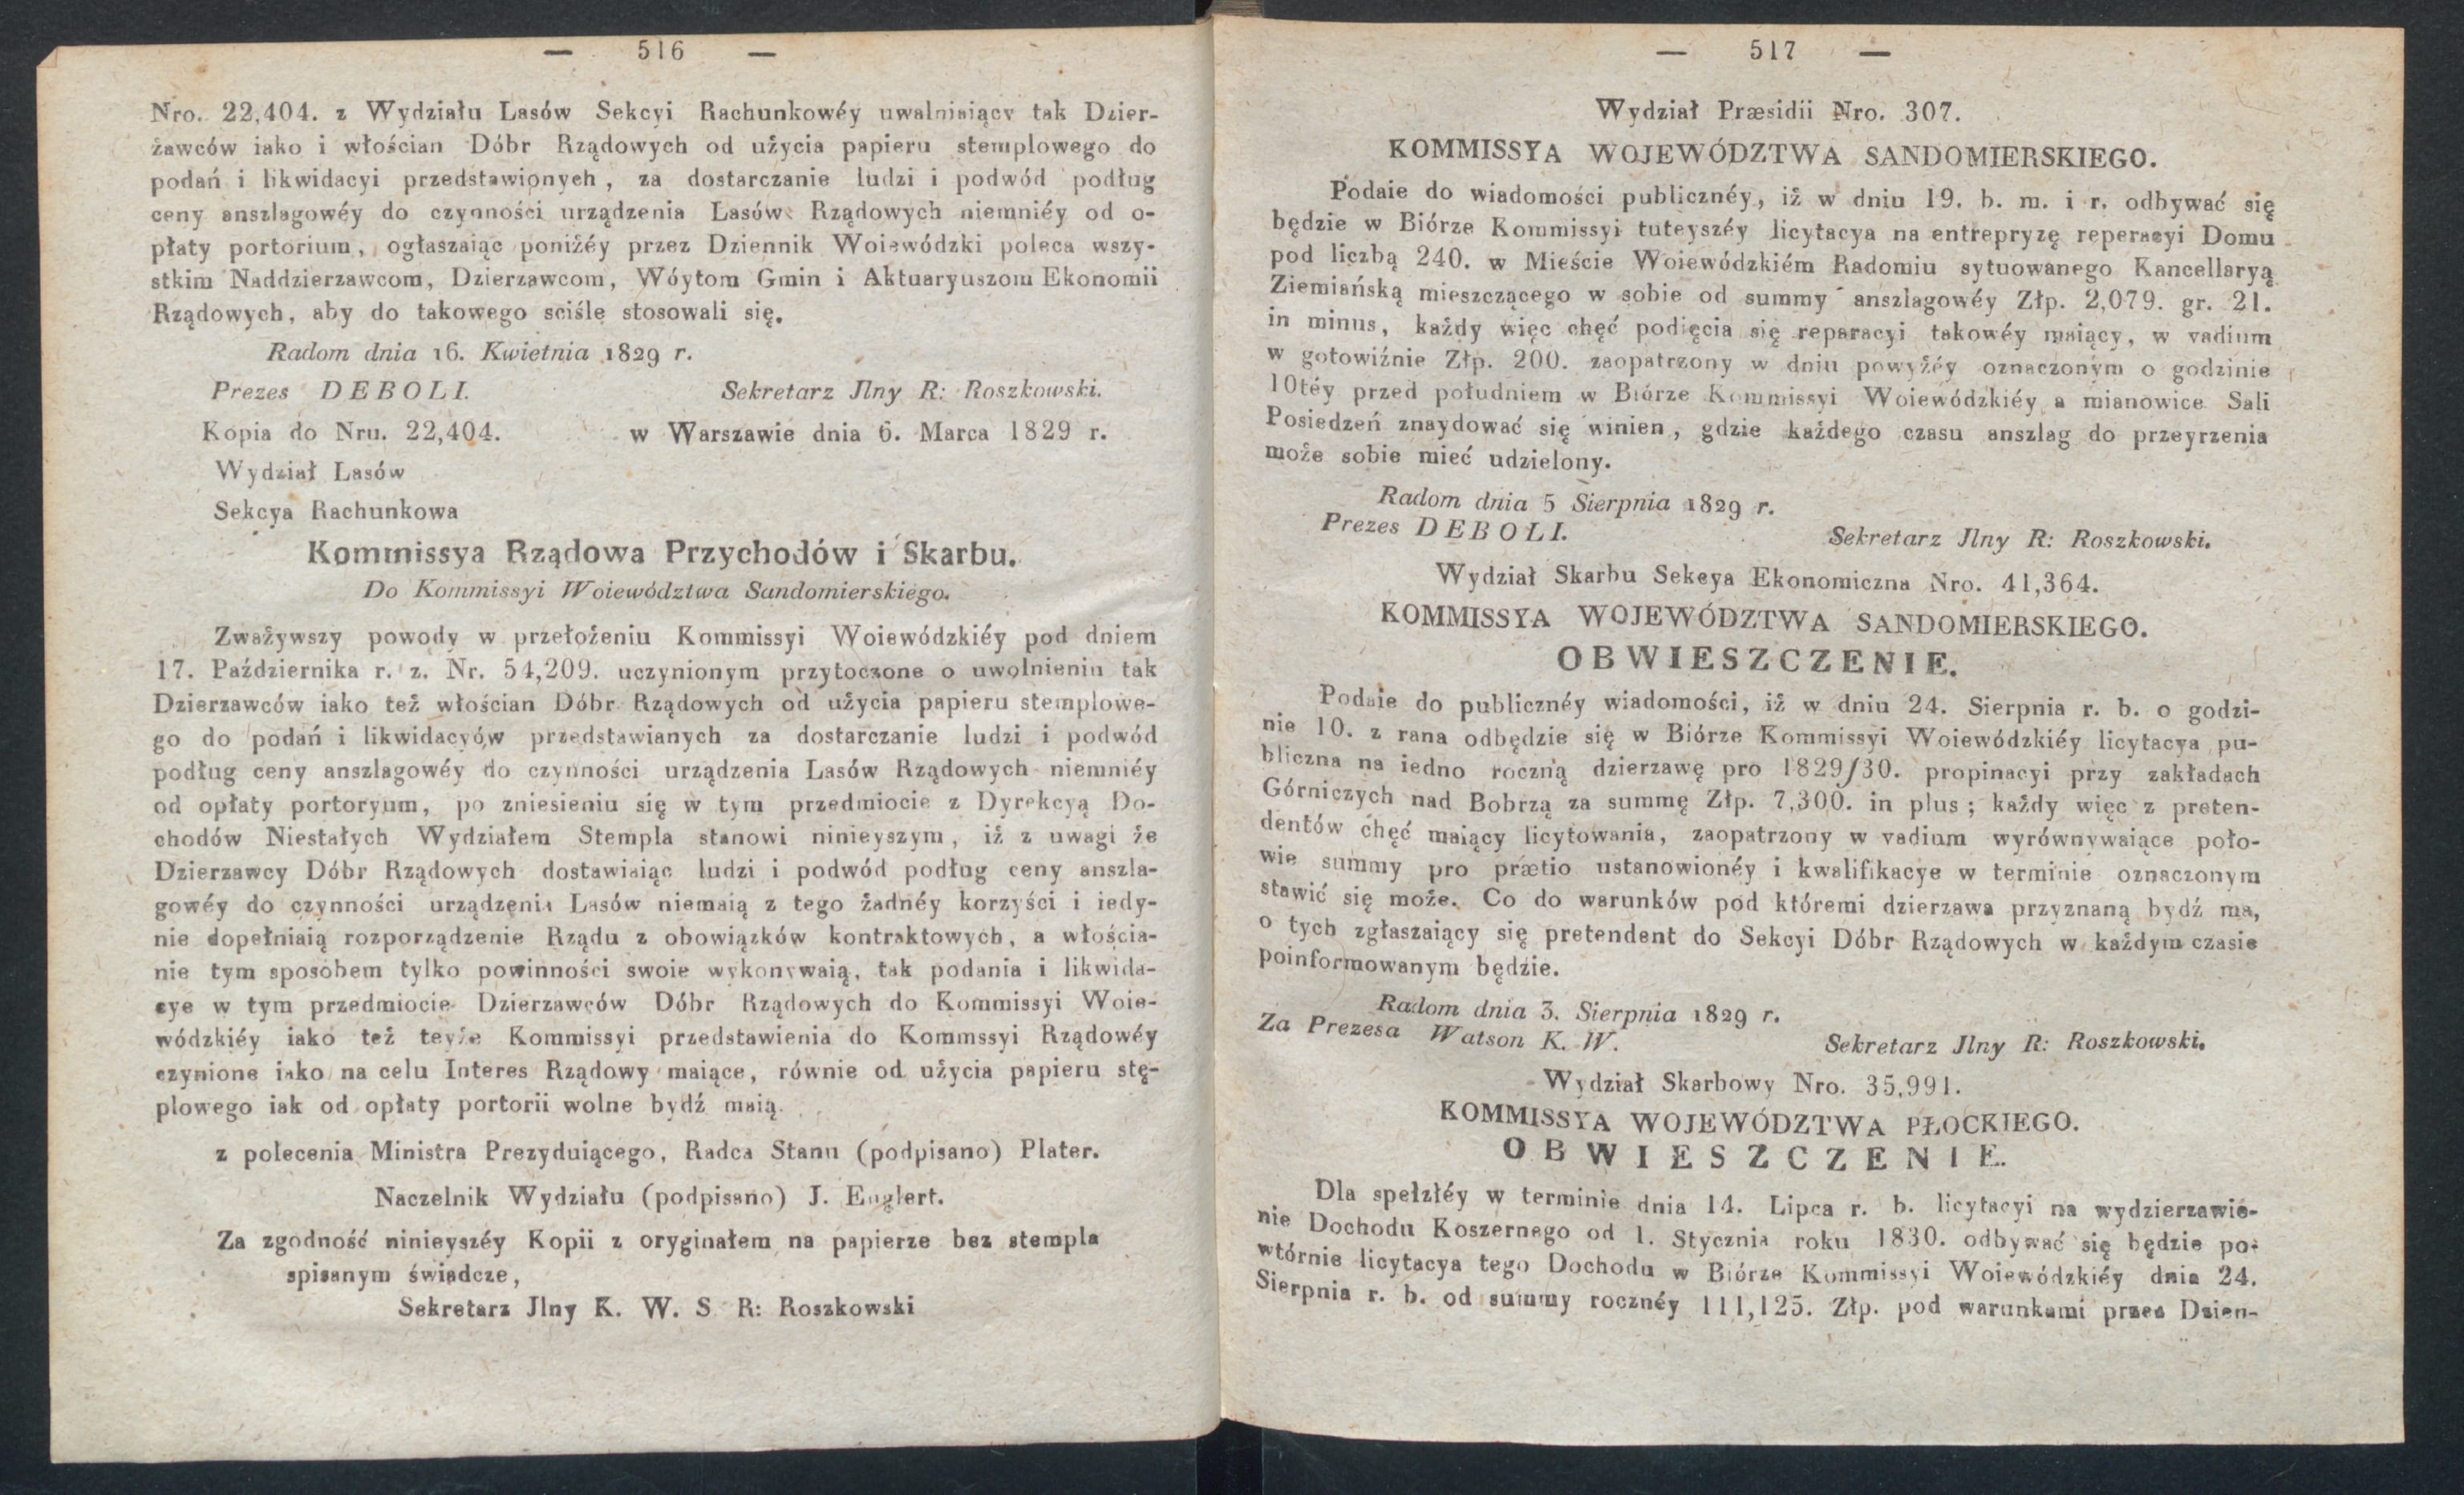 — 516 —
Nro. 22,404. z Wydziału Lasów Sekcyi Rachunkowéy uwalniaiący tak Dzier-
żawców iako i włościan Dóbr Rządowych od użycia papieru stemplowego do
podań i likwidacyi przedstawionych, za dostarczanie ludzi i podwód podług
ceny anszlagowéy do czynności urządzenia Lasów Rządowych niemniéy od o-
płaty portorium, ogłaszaiąc poniżéy przez Dziennik Woiewódzki poleca wszy-
stkim Naddzierzawcom, Dzierzawcom, Wóytom Gmin i Aktuaryuszom Ekonomii
Rządowych, aby do takowego sciśle stosowali się.
Radom dnia 16. Kwietnia 1829 r.
Prezes DEBOLI. Sekretarz Jlny R: Roszkowski.
Kopia do Nru. 22,404. w Warszawie dnia 6. Marca 1829 r.
Wydział Lasów
Sekcya Rachunkowa
Kommissya Rządowa Przychodów i Skarbu.
Do Kommissyi Woiewództwa Sandomierskiego.
Zważywszy powody w przełożeniu Kommissyi Woiewódzkiéy pod dniem
17. Października r. z. Nr. 54,209. uczynionym przytoczone o uwolnieniu tak
Dzierzawców iako też włościan Dóbr Rządowych od użycia papieru stemplowe-
go do podań i likwidacyów przedstawianych za dostarczanie ludzi i podwód
podług ceny anszlagowéy do czynności urządzenia Lasów Rządowych niemniéy
od opłaty portoryum, po zniesieniu się w tym przedmiocie z Dyrekcyą Do-
chodów Niestałych Wydziałem Stempla stanowi ninieyszym, iż z uwagi że
Dzierzawcy Dóbr Rządowych dostawiaiąc ludzi i podwód podług ceny anszla-
gowéy do czynności urządzenia Lasów niemaią z tego żadnéy korzyści i iedy-
nie dopełniaią rozporządzenie Rządu z obowiązków kontraktowych, a włościa-
nie tym sposobem tylko powinności swoie wykonywaią, tak podania i likwida-
cye w tym przedmiocie Dzierzawców Dóbr Rządowych do Kommissyi Woie-
wódzkiéy iako też teyże Kommissyi przedstawienia do Kommssyi Rządowéy
czynione iako na celu Interes Rządowy maiące, równie od użycia papieru stę-
plowego iak od opłaty portorii wolne bydź maią.
z polecenia Ministra Prezyduiącego, Radca Stanu (podpisano) Plater.
Naczelnik Wydziału (podpisano) J. Englert.
Za zgodność ninieyszéy Kopii z oryginałem na papierze bez stempla
spisanym świadcze,
Sekretarz Jlny K. W. S R: Roszkowski
— 517 —
Wydział Præsidii Nro. 307.
KOMMISSYA WOJEWÓDZTWA SANDOMIERSKIEGO.
Podaie do wiadomości publicznéy, iż w dniu 19. b. m. i r. odbywać się
będzie w Biórze Kommissyi tuteyszéy licytacya na entrepryzę reperacyi Domu
pod liczbą 240. w Mieście Woiewódzkiém Radomiu sytuowanego Kancellaryą
Ziemiańską mieszczącego w sobie od summy anszlagowéy Złp. 2,079. gr. 21.
in minus, każdy więc chęć podięcia się reparacyi takowéy maiący, w vadium
w gotowiźnie Złp. 200. zaopatrzony w dniu powyżéy oznaczonym o godzinie
10téy przed południem w Biórze Kommissyi Woiewódzkiéy a mianowice Sali
Posiedzeń znaydować się winien, gdzie każdego czasu anszlag do przeyrzenia
może sobie mieć udzielony.
Radom dnia 5 Sierpnia 1829 r.
Prezes DEBOLI. Sekretarz Jlny R: Roszkowski.
Wydział Skarbu Sekcya Ekonomiczna Nro. 41,364.
KOMMISSYA WOJEWÓDZTWA SANDOMIERSKIEGO.
OBWIESZCZENIE.
Podaie do publicznéy wiadomości, iż w dniu 24. Sierpnia r. b. o godzi-
nie 10. z rana odbędzie się w Biórze Kommissyi Woiewódzkiéy licytacya pu-
bliczna na iedno roczną dzierzawę pro 1829/30. propinacyi przy zakładach
Górniczych nad Bobrzą za summę Złp. 7,300. in plus; każdy więc z preten-
dentów chęć maiący licytowania, zaopatrzony w vadium wyrównywaiące poło-
wie summy pro prætio ustanowionéy i kwalifikacye w terminie oznaczonym
stawić się może. Co do warunków pod któremi dzierzawa przyznaną bydź ma,
o tych zgłaszaiący się pretendent do Sekcyi Dóbr Rządowych w każdym czasie
poinformowanym będzie.
Radom dnia 3. Sierpnia 1829 r.
Za Prezesa Watson K. W. Sekretarz Jlny R: Roszkowski.
Wydział Skarbowy Nro. 35,991.
KOMMISSYA WOJEWÓDZTWA PŁOCKIEGO.
OBWIESZCZENIE.
Dla spełzłéy w terminie dnia 14. Lipca r. b. licytacyi na wydzierzawie-
nie Dochodu Koszernego od 1. Stycznia roku 1830. odbywać się będzie po-
wtórnie licytacya tego Dochodu w Biórze Kommissyi Woiewódzkiéy dnia 24.
Sierpnia r. b. od summy rocznéy 111,125. Złp. pod warunkami przez Dzien-